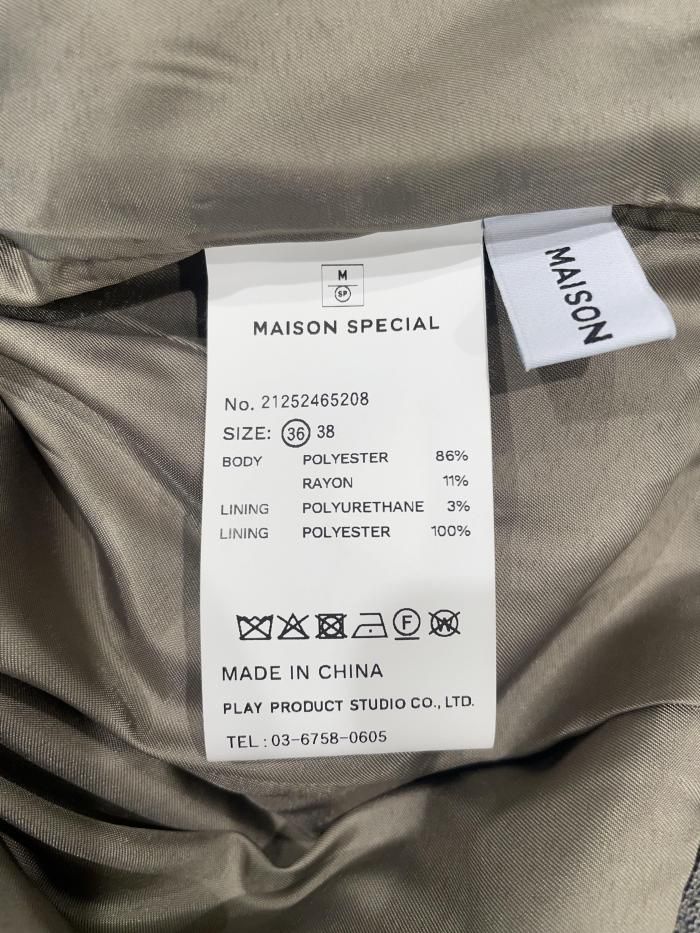 M
SP
MAISON SPECIAL
MAISON
No. 21252465208
SIZE: 36 38
BODY POLYESTER 86%
RAYON 11%
LINING POLYURETHANE 3%
LINING POLYESTER 100%
F
W
MADE IN CHINA
PLAY PRODUCT STUDIO CO., LTD.
TEL : 03-6758-0605